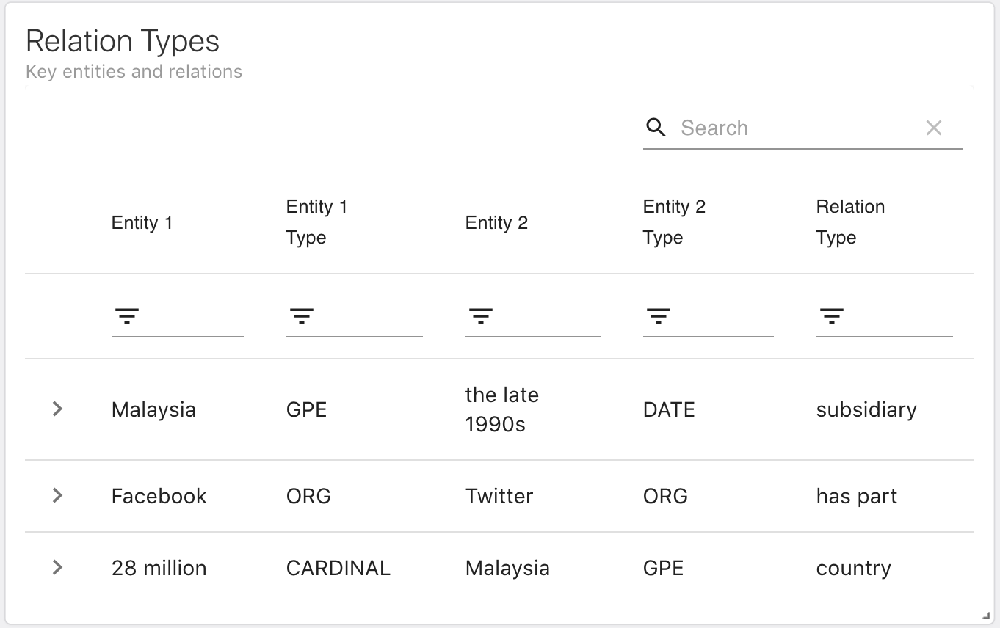 Relation Types
Key entities and relations
Search
Entity 1
Entity 1
Type
Entity 2
Entity 2
Type
Relation
Type
Malaysia
GPE
the late
1990s
DATE
subsidiary
Facebook
ORG
Twitter
ORG
has part
28 million
CARDINAL
Malaysia
GPE
country